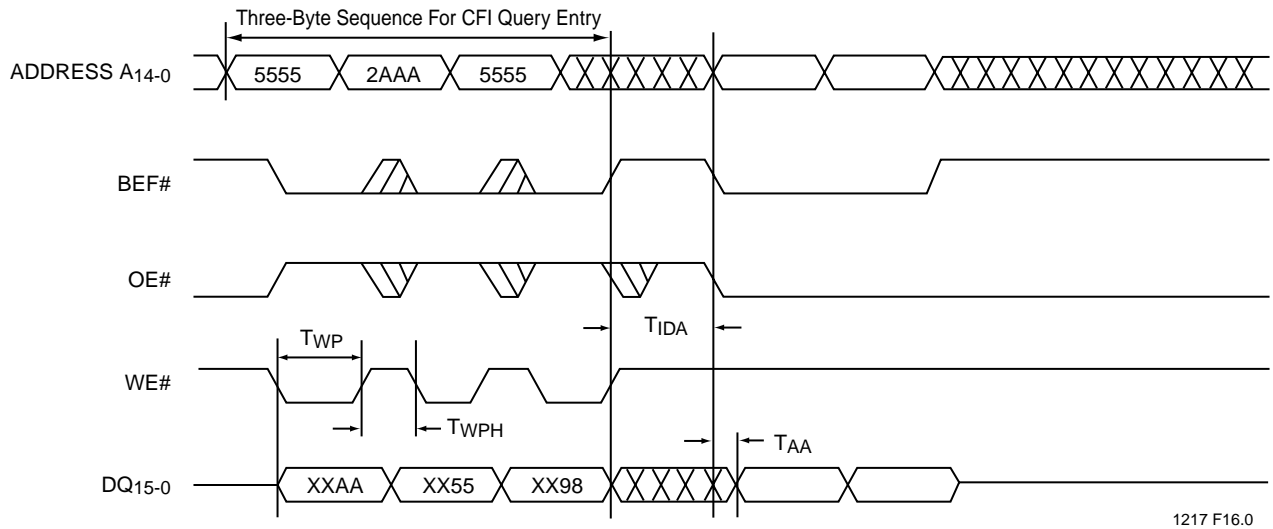 Three-Byte Sequence For CFI Query Entry
ADDRESS A14-0
5555 2AAA 5555
BEF#
OE#
TIDA
TWP
WE#
TWPH
TAA
DQ15-0
XXAA XX55 XX98
1217 F16.0